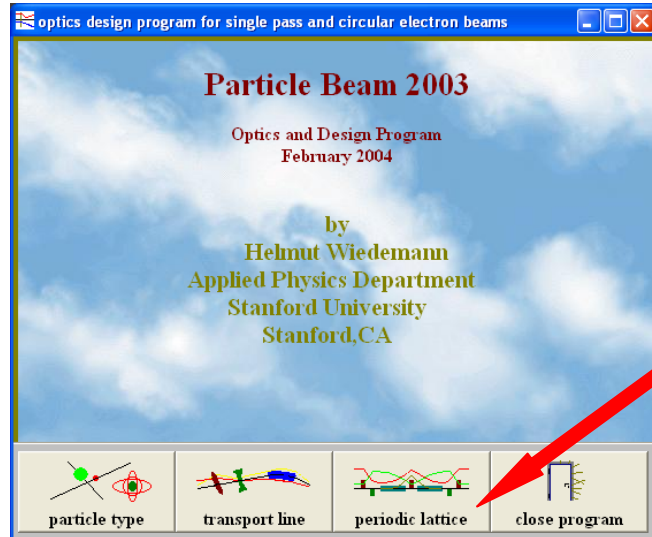 optics design program for single pass and circular electron beams
Particle Beam 2003
Optics and Design Program
February 2004
by
Helmut Wiedemann
Applied Physics Department
Stanford University
Stanford,CA
particle type
transport line
periodic lattice
close program